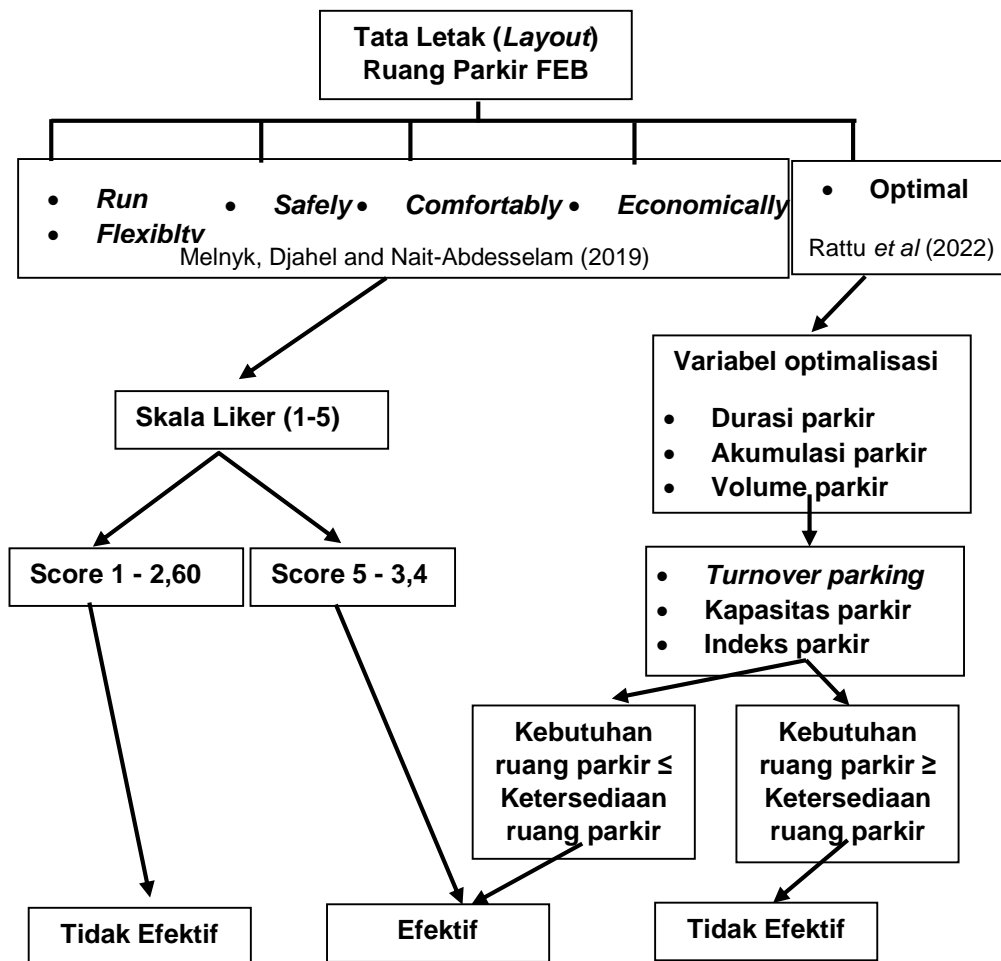 Tata Letak (Layout)
Ruang Parkir FEB
• Run
• Flexibltv
• Safely
• Comfortably
• Economically
Melnyk, Djahel and Nait-Abdesselam (2019)
• Optimal
Rattu et al (2022)
Skala Liker (1-5)
Variabel optimalisasi
• Durasi parkir
• Akumulasi parkir
• Volume parkir
Score 1 - 2,60
Score 5 - 3,4
• Turnover parking
• Kapasitas parkir
• Indeks parkir
Kebutuhan
ruang parkir ≤
Ketersediaan
ruang parkir
Kebutuhan
ruang parkir ≥
Ketersediaan
ruang parkir
Tidak Efektif
Efektif
Tidak Efektif